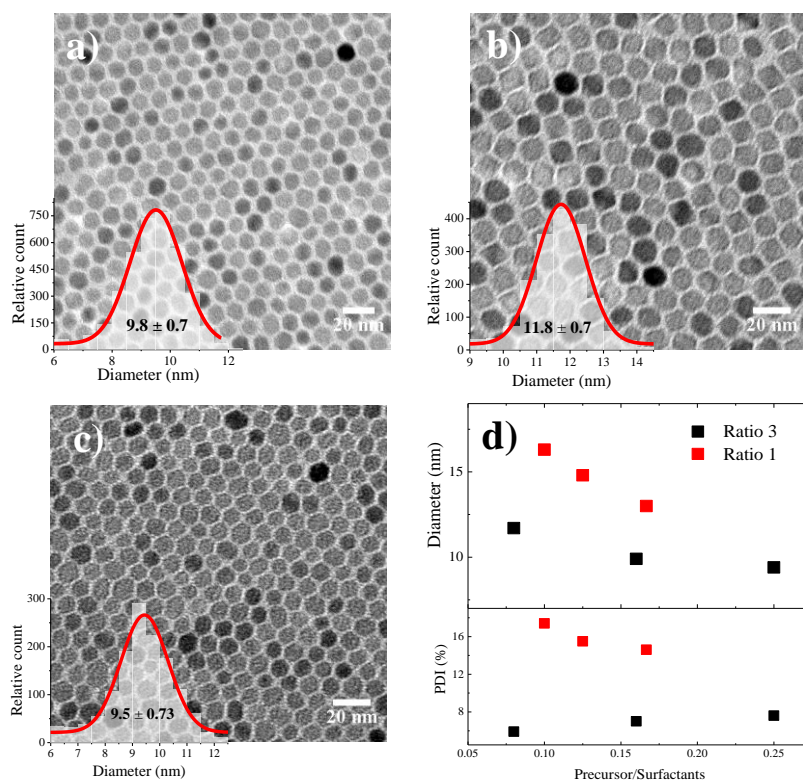 a)
Relative count
750
600
450
300
150
0
9.8 ± 0.7
20 nm
6 8 10 12
Diameter (nm)
b)
Relative count
400
300
200
100
0
11.8 ± 0.7
20 nm
9 10 11 12 13 14
Diameter (nm)
c)
Relative count
300
200
100
0
9.5 ± 0.73
20 nm
6 7 8 9 10 11 12
Diameter (nm)
d)
Ratio 3
Ratio 1
Diameter (nm)
15
10
PDI (%)
16
12
8
0.05 0.10 0.15 0.20 0.25
Precursor/Surfactants